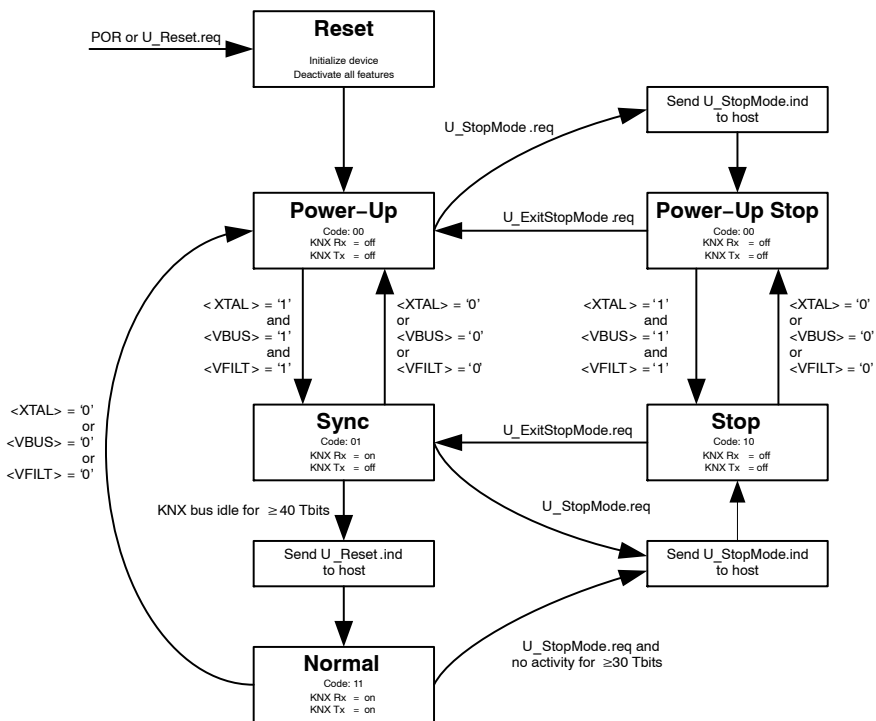 Reset
POR or U_Reset.req
Initialize device
Deactivate all features
Send U_StopMode.ind
to host
U_StopMode .req
Power−Up
Code: 00
KNX Rx = off
KNX Tx = off
U_ExitStopMode .req
Power−Up Stop
Code: 00
KNX Rx = off
KNX Tx = off
<XTAL> = ‘1’
and
<VBUS> = ‘1’
and
<VFILT> = ‘1’
<XTAL> = ‘0’
or
<VBUS> = ‘0’
or
<VFILT> = ‘0’
<XTAL> = ‘1’
and
<VBUS> = ‘1’
and
<VFILT> = ‘1’
<XTAL> = ‘0’
or
<VBUS> = ‘0’
or
<VFILT> = ‘0’
<XTAL> = ‘0’
or
<VBUS> = ‘0’
or
<VFILT> = ‘0’
Sync
Code: 01
KNX Rx = on
KNX Tx = off
U_ExitStopMode.req
Stop
Code: 10
KNX Rx = off
KNX Tx = off
KNX bus idle for ≥ 40 Tbits
U_StopMode.req
Send U_Reset.ind
to host
Send U_StopMode.ind
to host
Normal
Code: 11
KNX Rx = on
KNX Tx = on
U_StopMode.req and
no activity for ≥30 Tbits